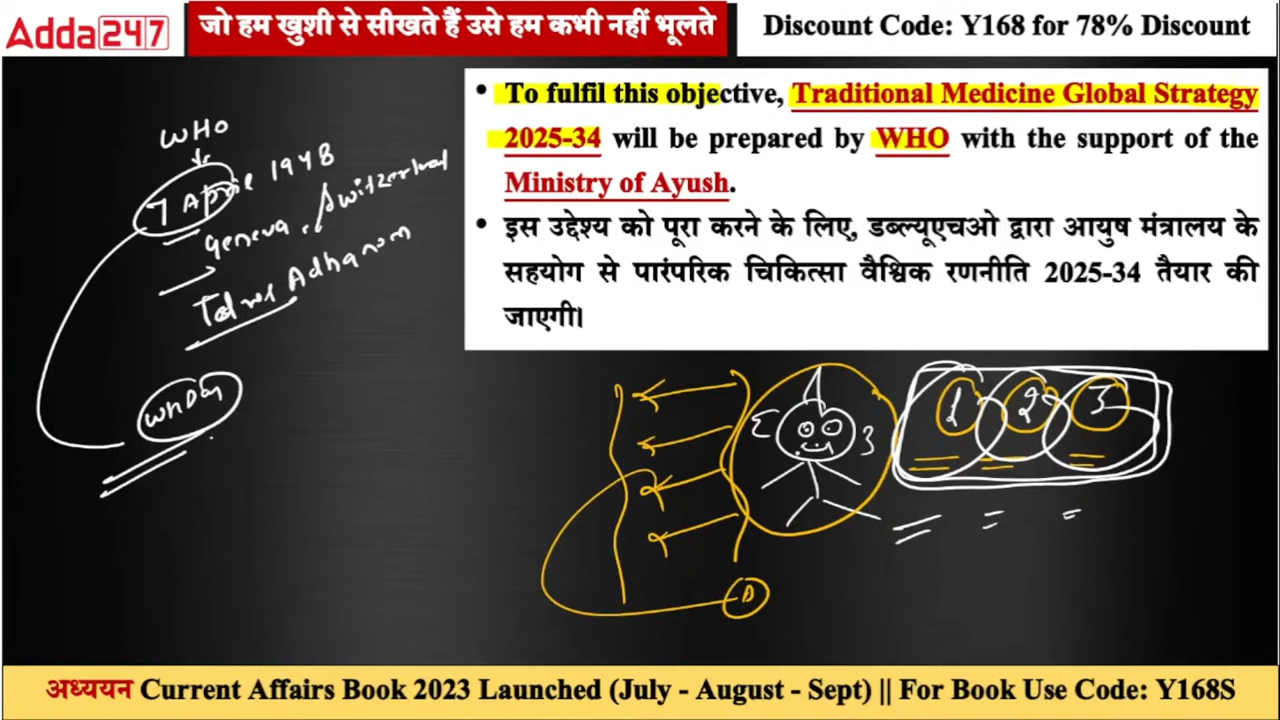 Adda247
जो हम खुशी से सीखते हैं उसे हम कभी नहीं भूलते
Discount Code: Y168 for 78% Discount
• To fulfil this objective, Traditional Medicine Global Strategy
2025-34 will be prepared by WHO with the support of the
Ministry of Ayush.
• इस उद्देश्य को पूरा करने के लिए, डब्ल्यूएचओ द्वारा आयुष मंत्रालय के
सहयोग से पारंपरिक चिकित्सा वैश्विक रणनीति 2025-34 तैयार की
जाएगी।
WHO
7 April 1948
Geneva, Switzerland
Adhanom
1 2 3
अध्ययन Current Affairs Book 2023 Launched (July - August - Sept) || For Book Use Code: Y168S